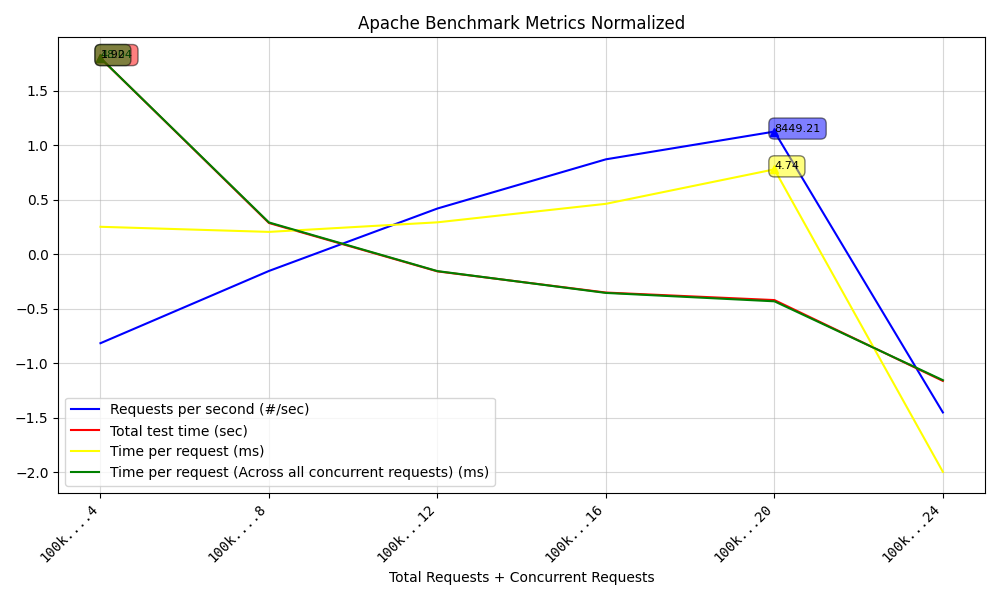 Apache Benchmark Metrics Normalized
8449.21
4.74
1.5
1.0
0.5
0.0
−0.5
−1.0
−1.5
−2.0
Requests per second (#/sec)
Total test time (sec)
Time per request (ms)
Time per request (Across all concurrent requests) (ms)
100k....4
100k....8
100k...12
100k...16
100k...20
100k...24
Total Requests + Concurrent Requests